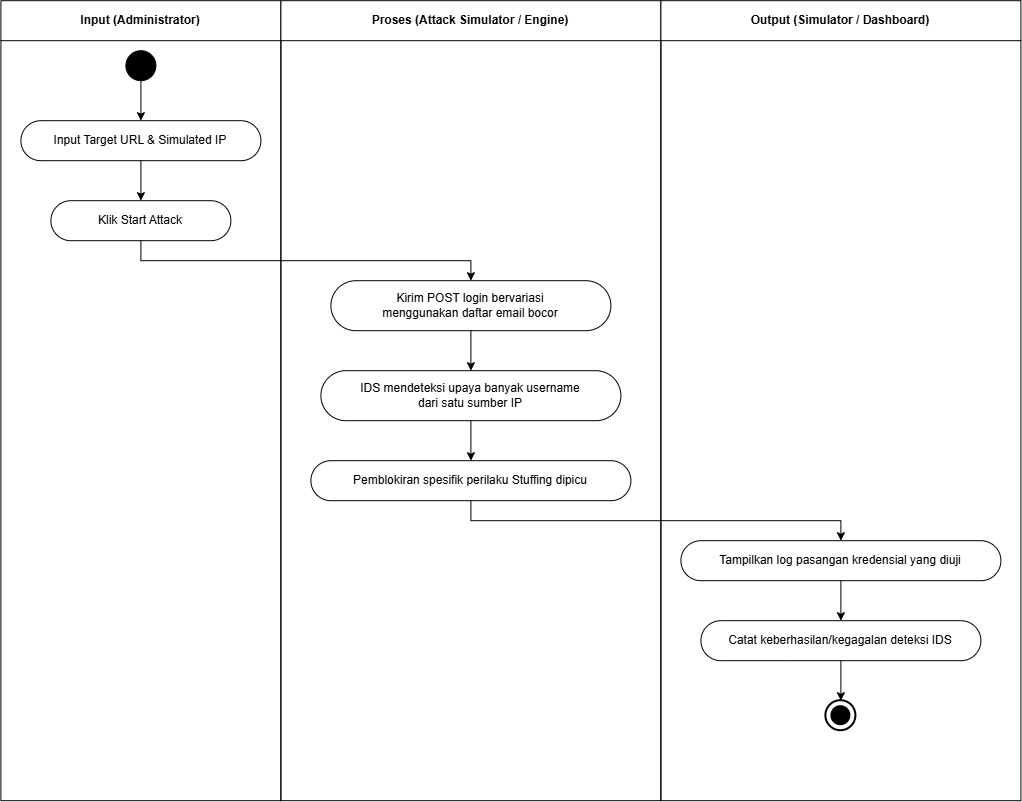 Input (Administrator)
Proses (Attack Simulator / Engine)
Output (Simulator / Dashboard)
Input Target URL & Simulated IP
Klik Start Attack
Kirim POST login bervariasi
menggunakan daftar email bocor
IDS mendeteksi upaya banyak username
dari satu sumber IP
Pemblokiran spesifik perilaku Stuffing dipicu
Tampilkan log pasangan kredensial yang diuji
Catat keberhasilan/kegagalan deteksi IDS